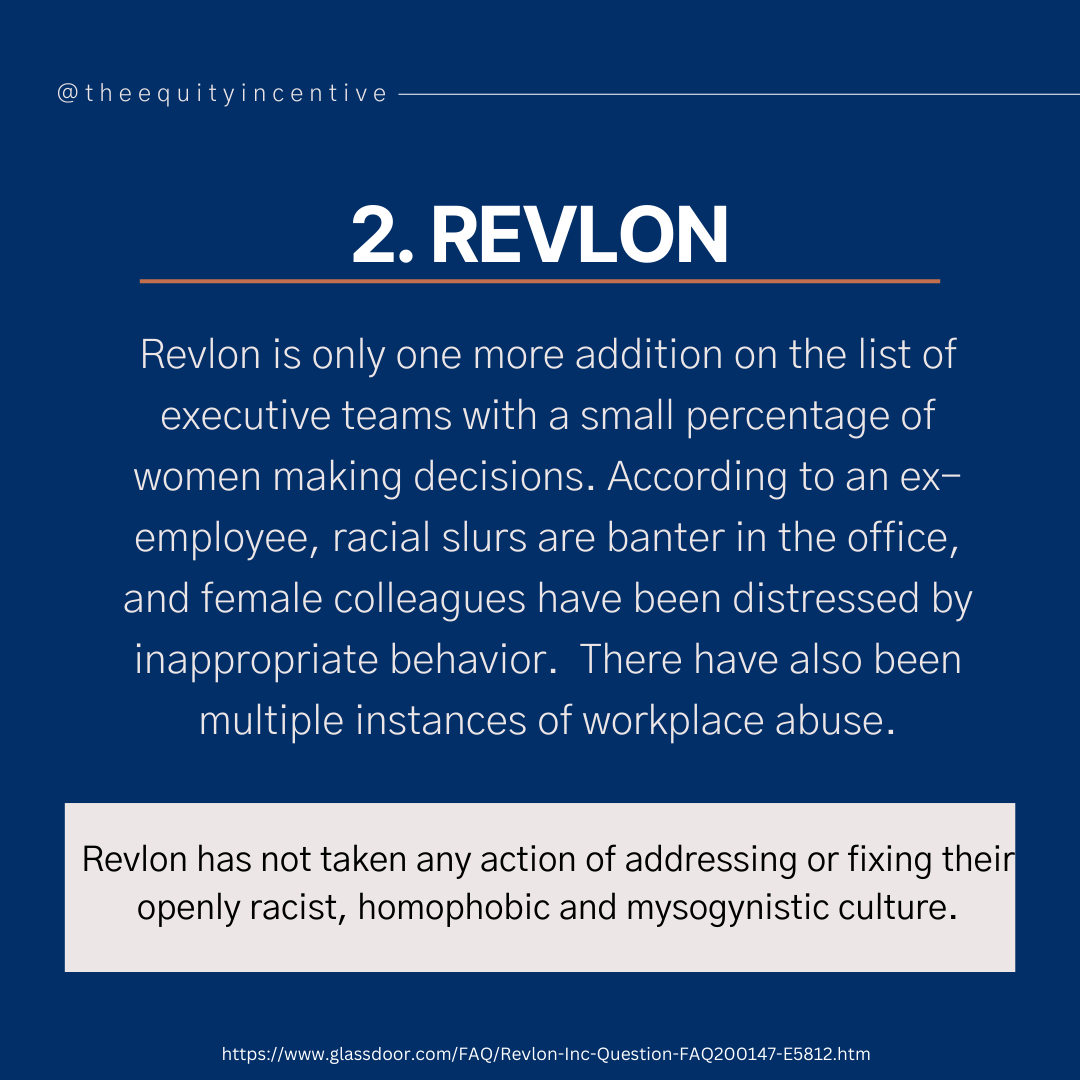 @theequityincentive
2. REVLON
Revlon is only one more addition on the list of
executive teams with a small percentage of
women making decisions. According to an ex-
employee, racial slurs are banter in the office,
and female colleagues have been distressed by
inappropriate behavior.  There have also been
multiple instances of workplace abuse.
Revlon has not taken any action of addressing or fixing their
openly racist, homophobic and mysogynistic culture.
https://www.glassdoor.com/FAQ/Revlon-Inc-Question-FAQ200147-E5812.htm